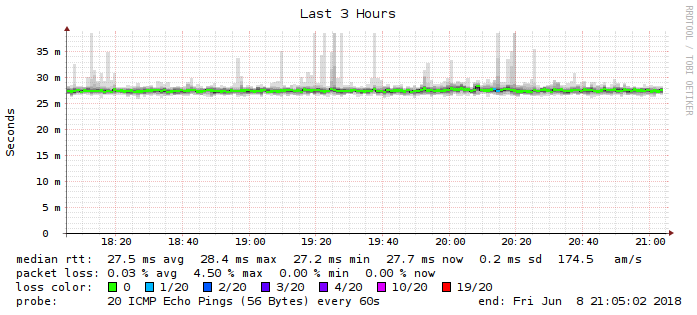 Last 3 Hours
RRDTOOL / TOBI OETIKER
Seconds
35 m
30 m
25 m
20 m
15 m
10 m
5 m
0
18:20 18:40 19:00 19:20 19:40 20:00 20:20 20:40 21:00
median rtt: 27.5 ms avg 28.4 ms max 27.2 ms min 27.7 ms now 0.2 ms sd 174.5 am/s
packet loss: 0.03 % avg 4.50 % max 0.00 % min 0.00 % now
loss color: 0 1/20 2/20 3/20 4/20 10/20 19/20
probe: 20 ICMP Echo Pings (56 Bytes) every 60s end: Fri Jun 8 21:05:02 2018